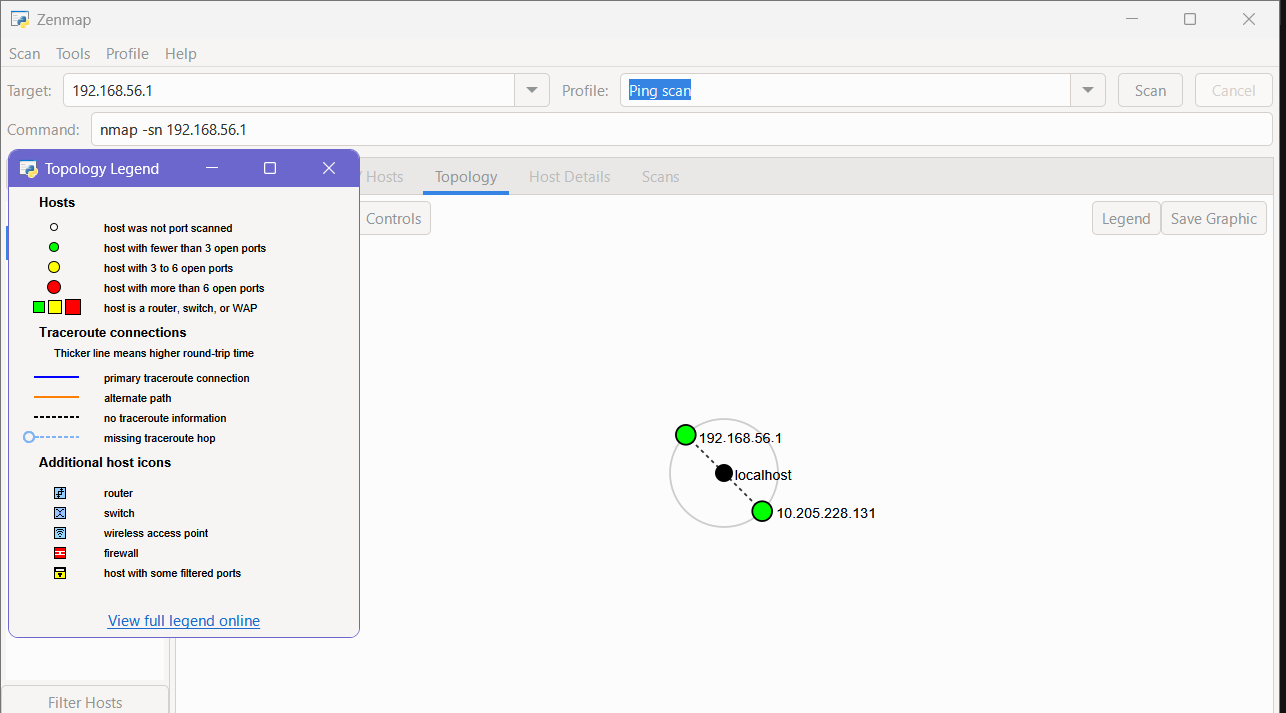 Zenmap
Scan Tools Profile Help
Target: 192.168.56.1 Profile: Ping scan Scan Cancel
Command: nmap -sn 192.168.56.1
Topology Legend
Hosts Topology Host Details Scans
Controls Legend Save Graphic
Hosts
host was not port scanned
host with fewer than 3 open ports
host with 3 to 6 open ports
host with more than 6 open ports
host is a router, switch, or WAP
Traceroute connections
Thicker line means higher round-trip time
primary traceroute connection
alternate path
no traceroute information
missing traceroute hop
Additional host icons
router
switch
wireless access point
firewall
host with some filtered ports
View full legend online
192.168.56.1
localhost
10.205.228.131
Filter Hosts